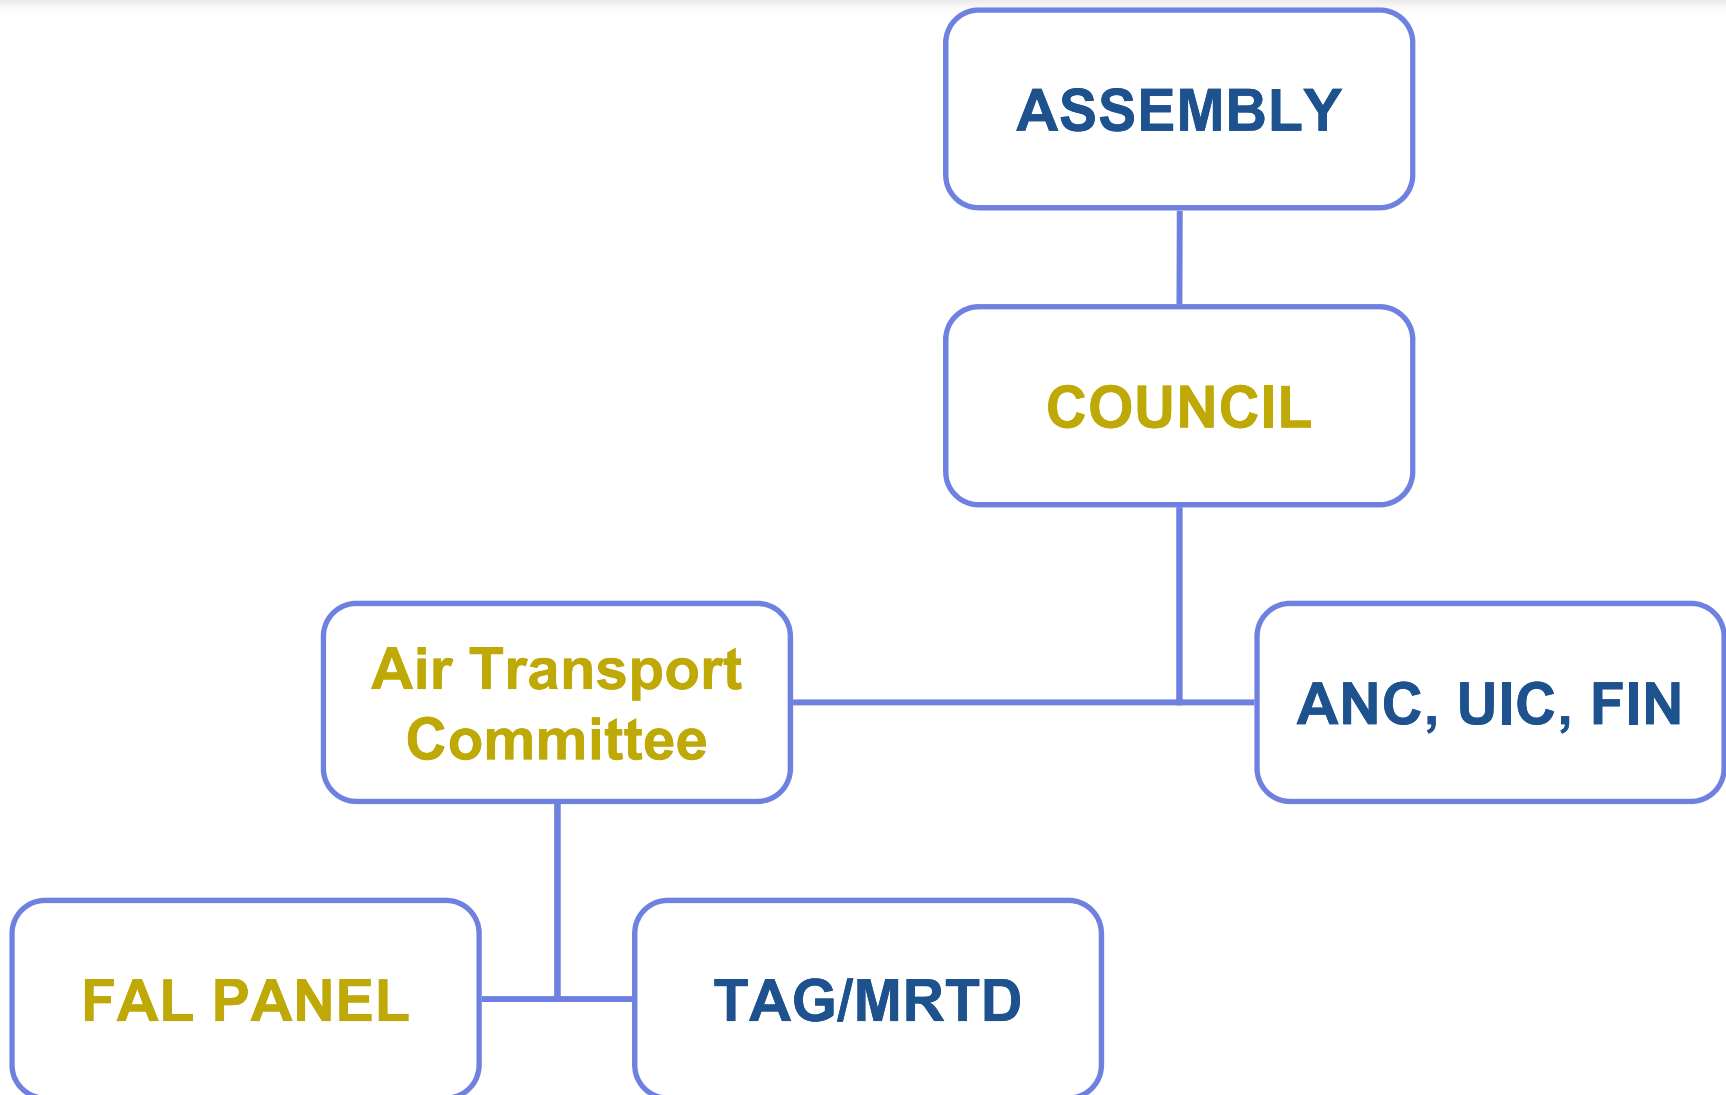 ASSEMBLY
COUNCIL
Air Transport
Committee
ANC, UIC, FIN
FAL PANEL
TAG/MRTD